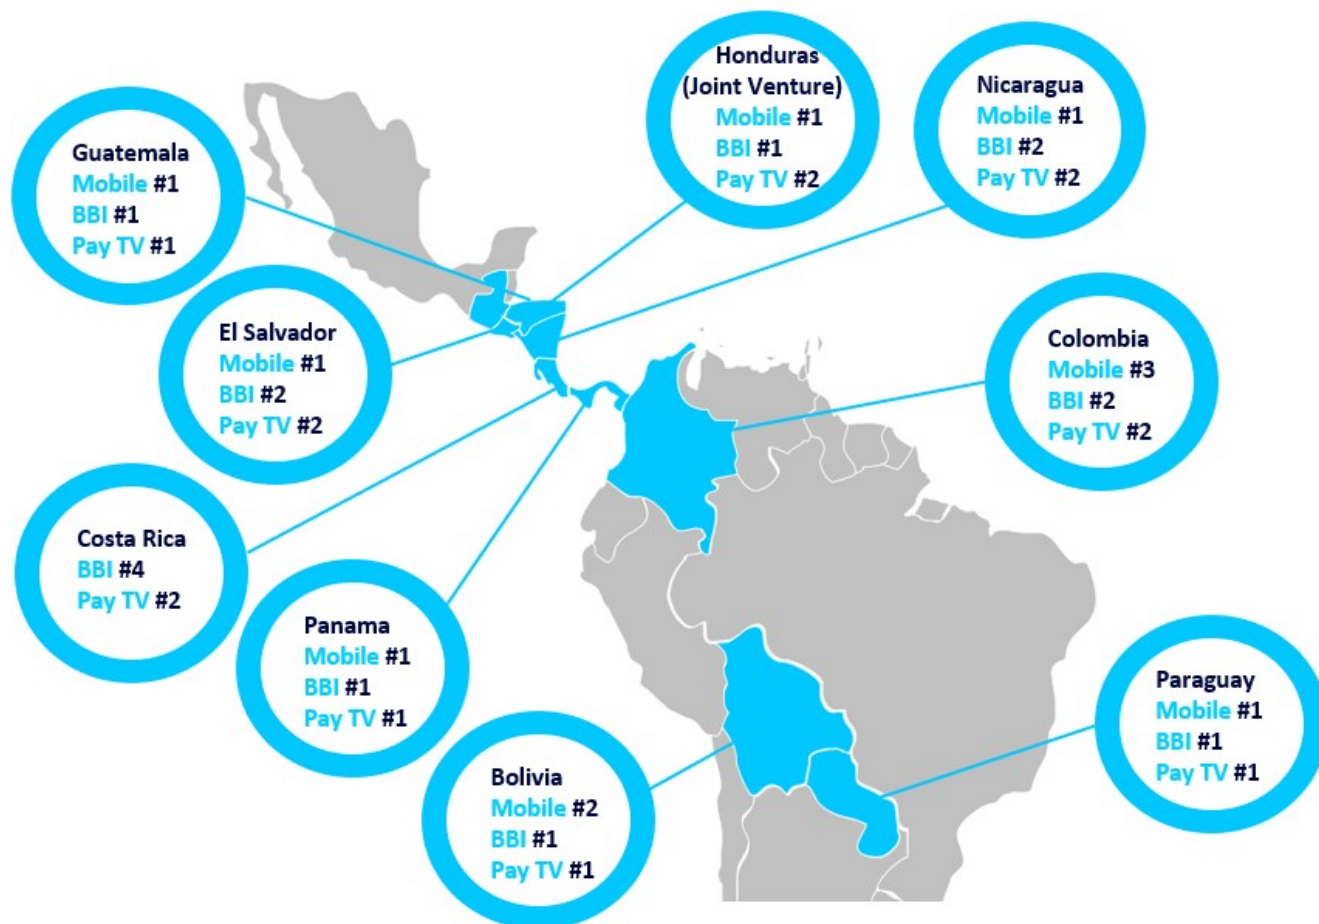 Honduras
(Joint Venture)
Mobile #1
BBI #1
Pay TV #2
Nicaragua
Mobile #1
BBI #2
Pay TV #2
Guatemala
Mobile #1
BBI #1
Pay TV #1
El Salvador
Mobile #1
BBI #2
Pay TV #2
Colombia
Mobile #3
BBI #2
Pay TV #2
Costa Rica
BBI #4
Pay TV #2
Panama
Mobile #1
BBI #1
Pay TV #1
Paraguay
Mobile #1
BBI #1
Pay TV #1
Bolivia
Mobile #2
BBI #1
Pay TV #1